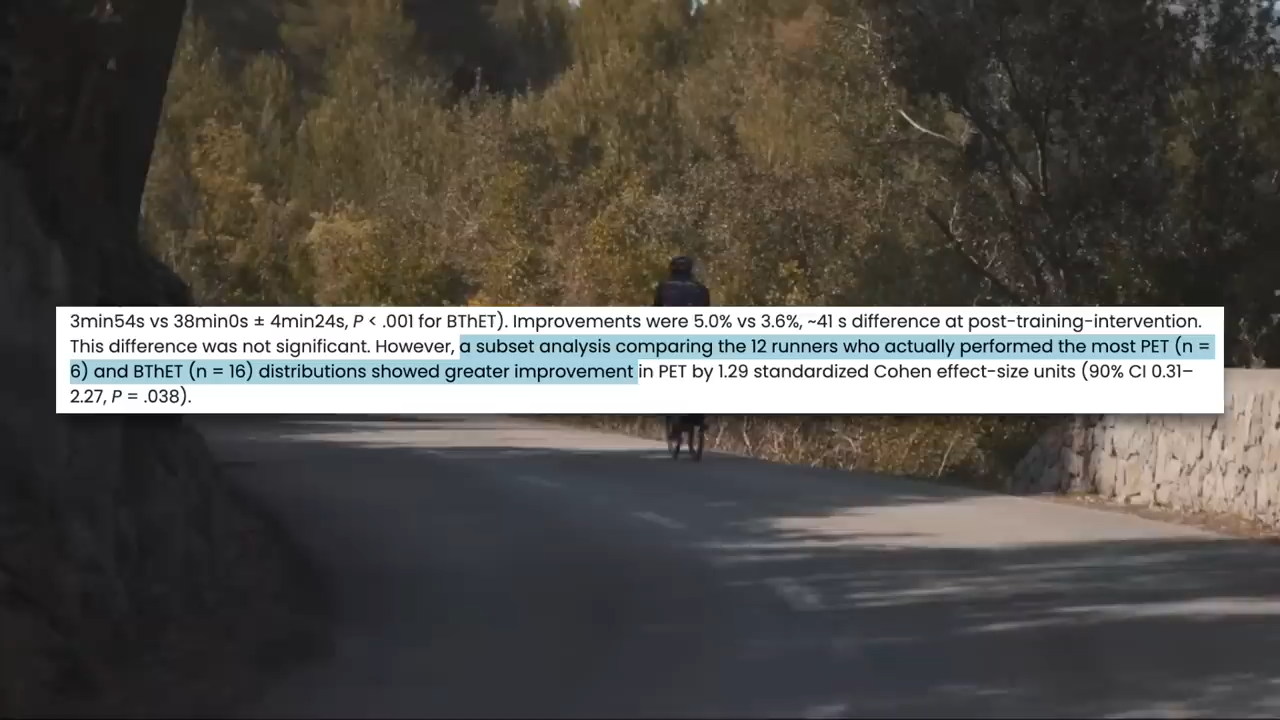 3min54s vs 38min0s ± 4min24s, P < .001 for BThET). Improvements were 5.0% vs 3.6%, ~41 s difference at post-training-intervention.
This difference was not significant. However, a subset analysis comparing the 12 runners who actually performed the most PET (n =
6) and BThET (n = 16) distributions showed greater improvement in PET by 1.29 standardized Cohen effect-size units (90% CI 0.31–
2.27, P = .038).